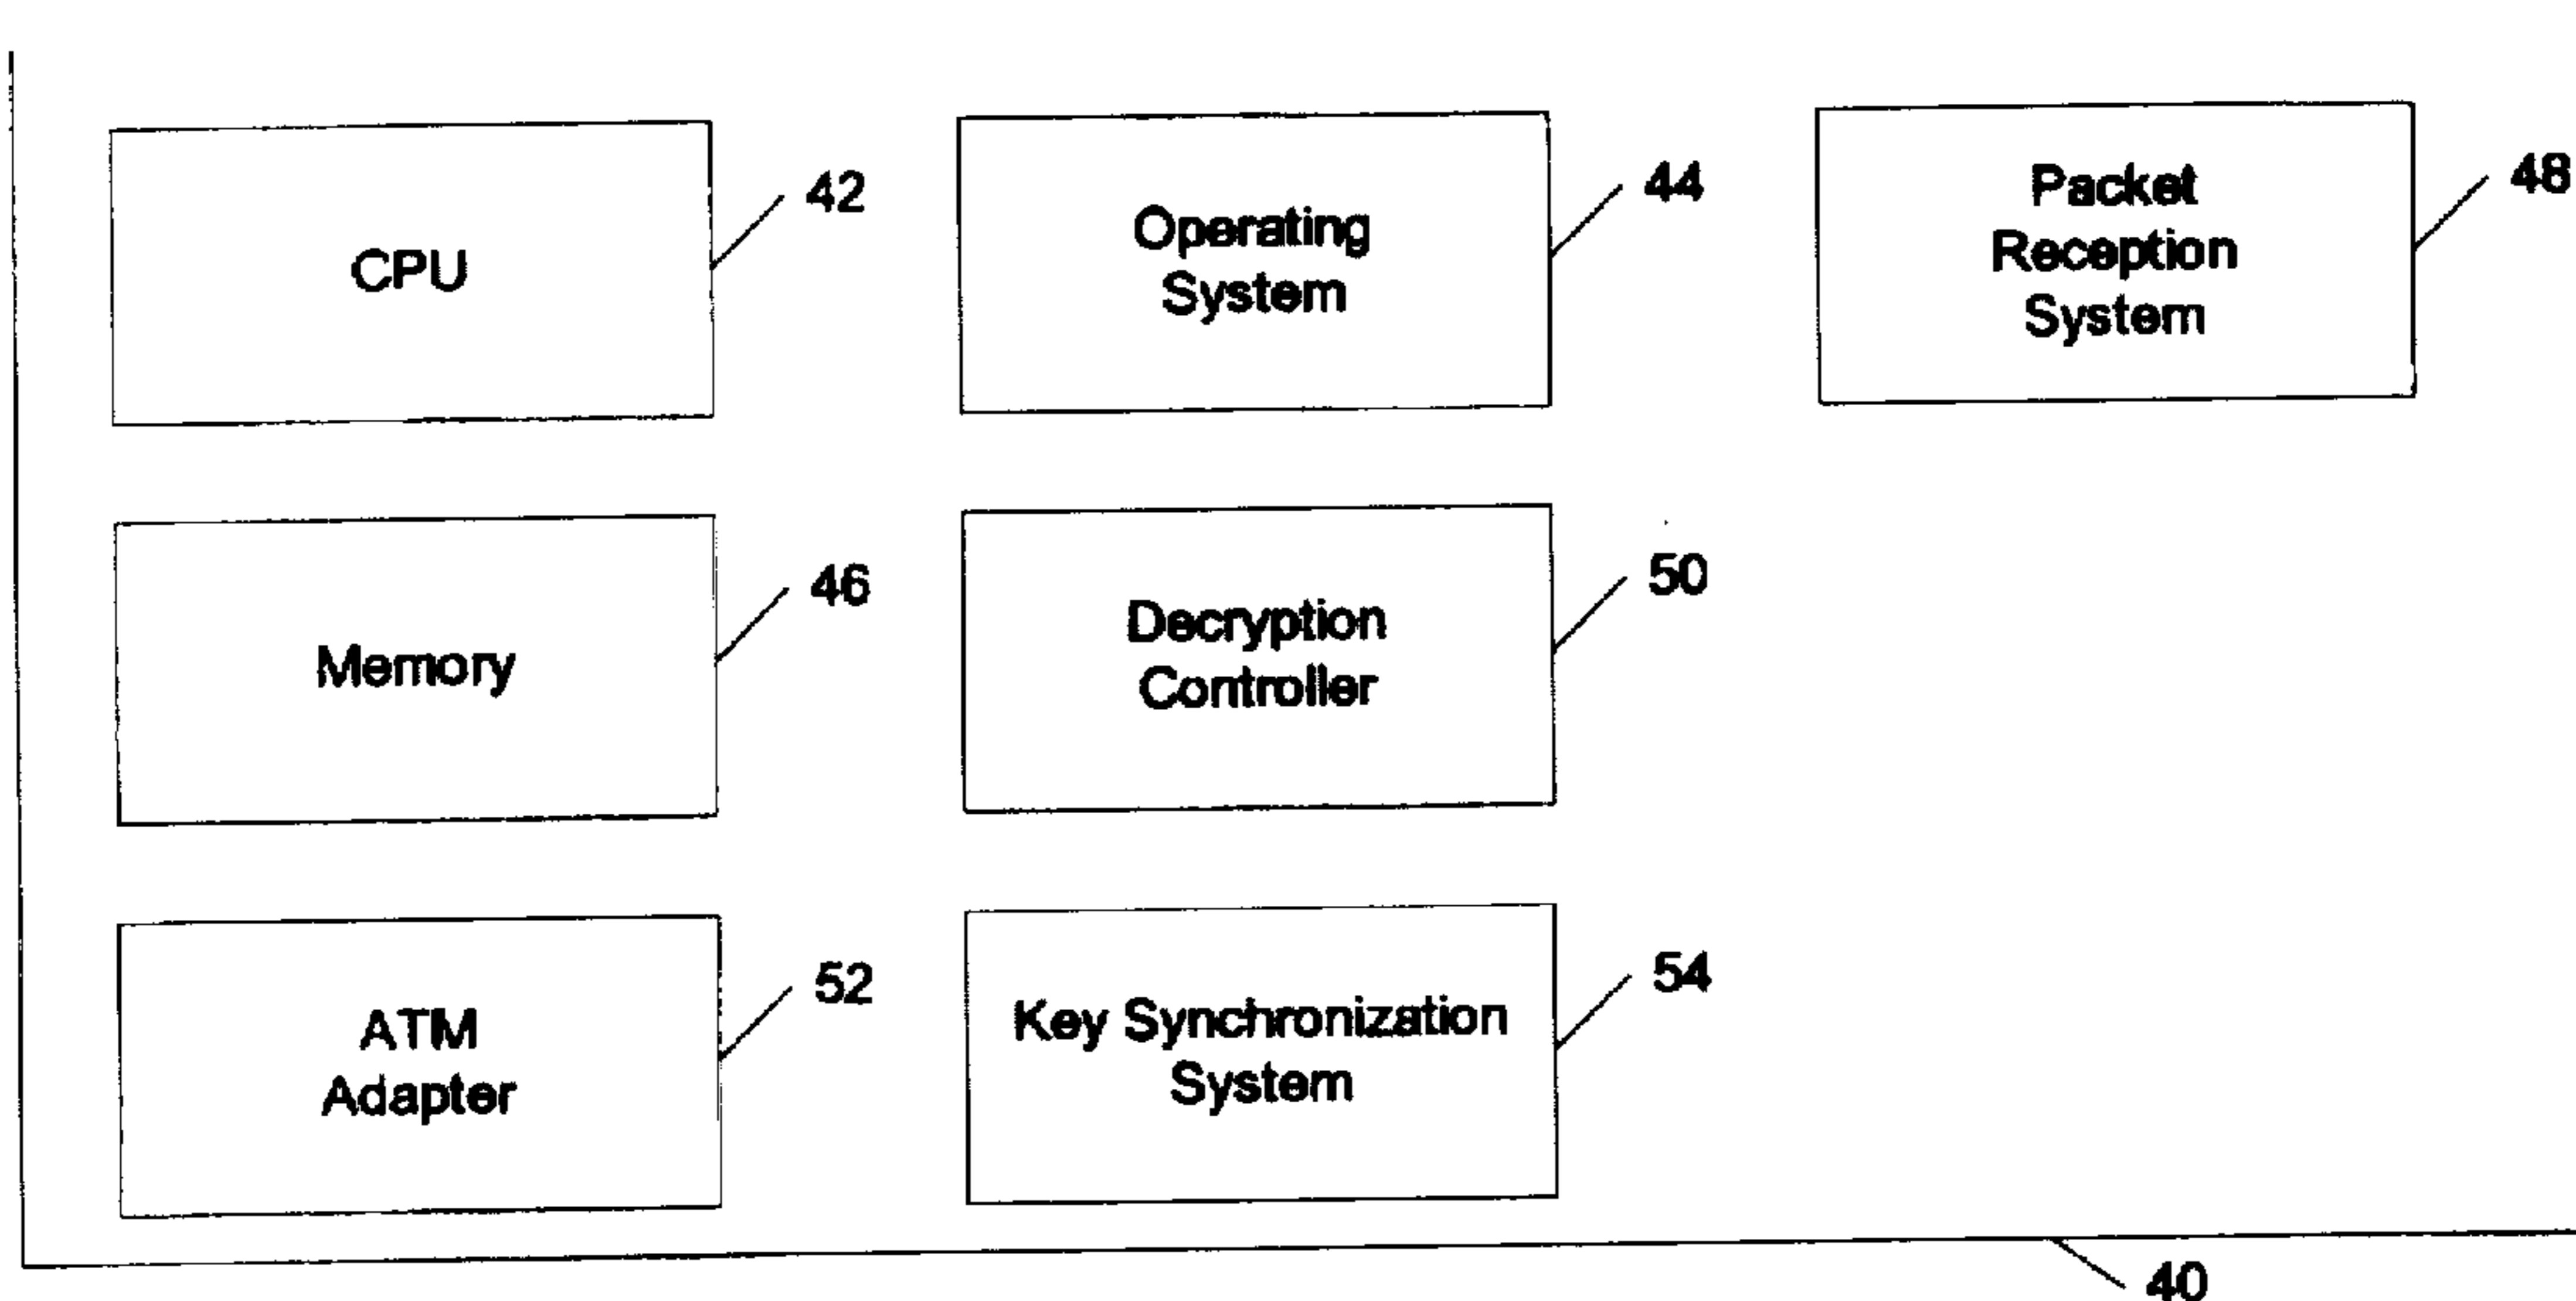 CPU
42
Operating
System
44
Packet
Reception
System
48
Memory
46
Decryption
Controller
50
ATM
Adapter
52
Key Synchronization
System
54
40